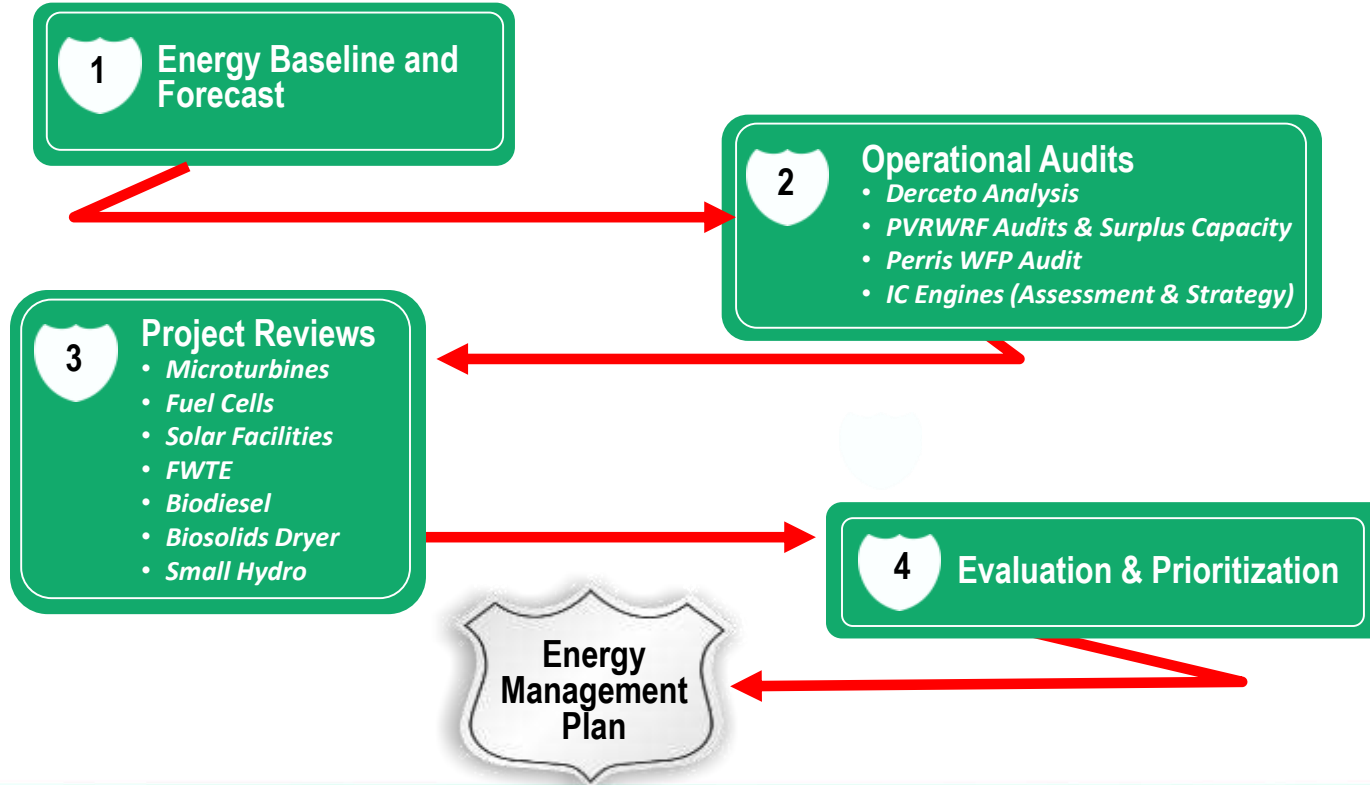 1
Energy Baseline and
Forecast
2
Operational Audits
• Derceto Analysis
• PVRWRF Audits & Surplus Capacity
• Perris WFP Audit
• IC Engines (Assessment & Strategy)
3
Project Reviews
• Microturbines
• Fuel Cells
• Solar Facilities
• FWTE
• Biodiesel
• Biosolids Dryer
• Small Hydro
4
Evaluation & Prioritization
Energy
Management
Plan